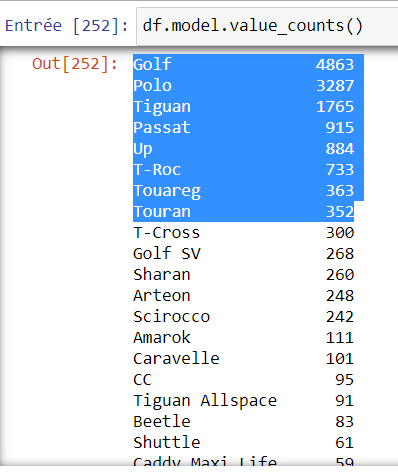 Entrée [252]: df.model.value_counts()
Out[252]: Golf 4863
Polo 3287
Tiguan 1765
Passat 915
Up 884
T-Roc 733
Touareg 363
Touran 352
T-Cross 300
Golf SV 268
Sharan 260
Arteon 248
Scirocco 242
Amarok 111
Caravelle 101
CC 95
Tiguan Allspace 91
Beetle 83
Shuttle 61
Caddy Maxi Life 59